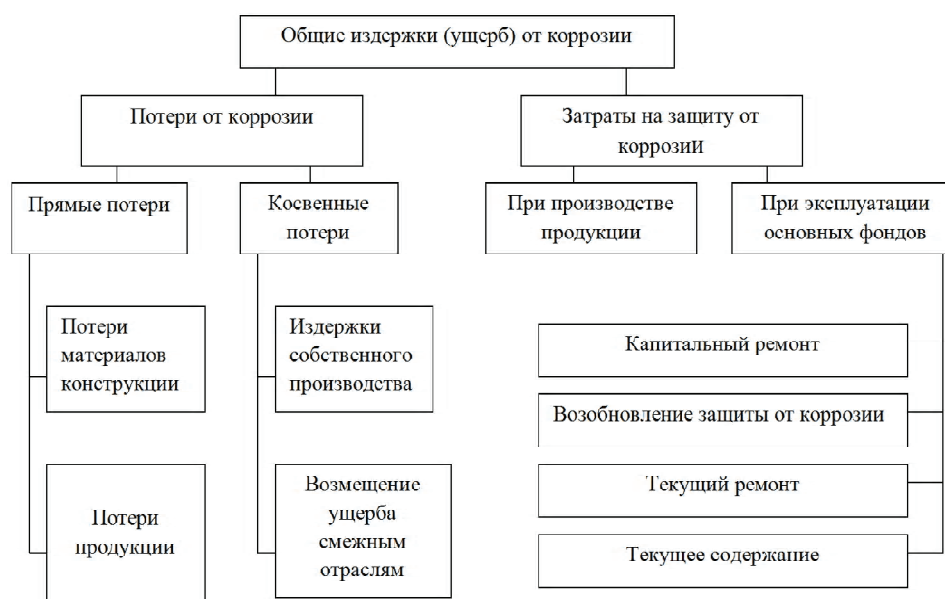 Общие издержки (ущерб) от коррозии
Потери от коррозии
Затраты на защиту от
коррозии
Прямые потери
Косвенные
потери
При производстве
продукции
При эксплуатации
основных фондов
Потери
материалов
конструкции
Издержки
собственного
производства
Капитальный ремонт
Возобновление защиты от коррозии
Потери
продукции
Возмещение
ущерба
смежным
отраслям
Текущий ремонт
Текущее содержание